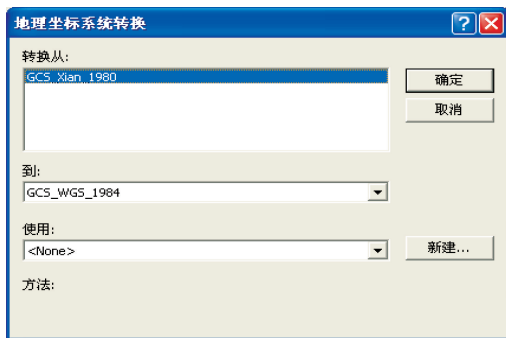 地理坐标系统转换
转换从:
GCS_Xian_1980
确定
取消
到:
GCS_WGS_1984
使用:
<None>
新建...
方法: